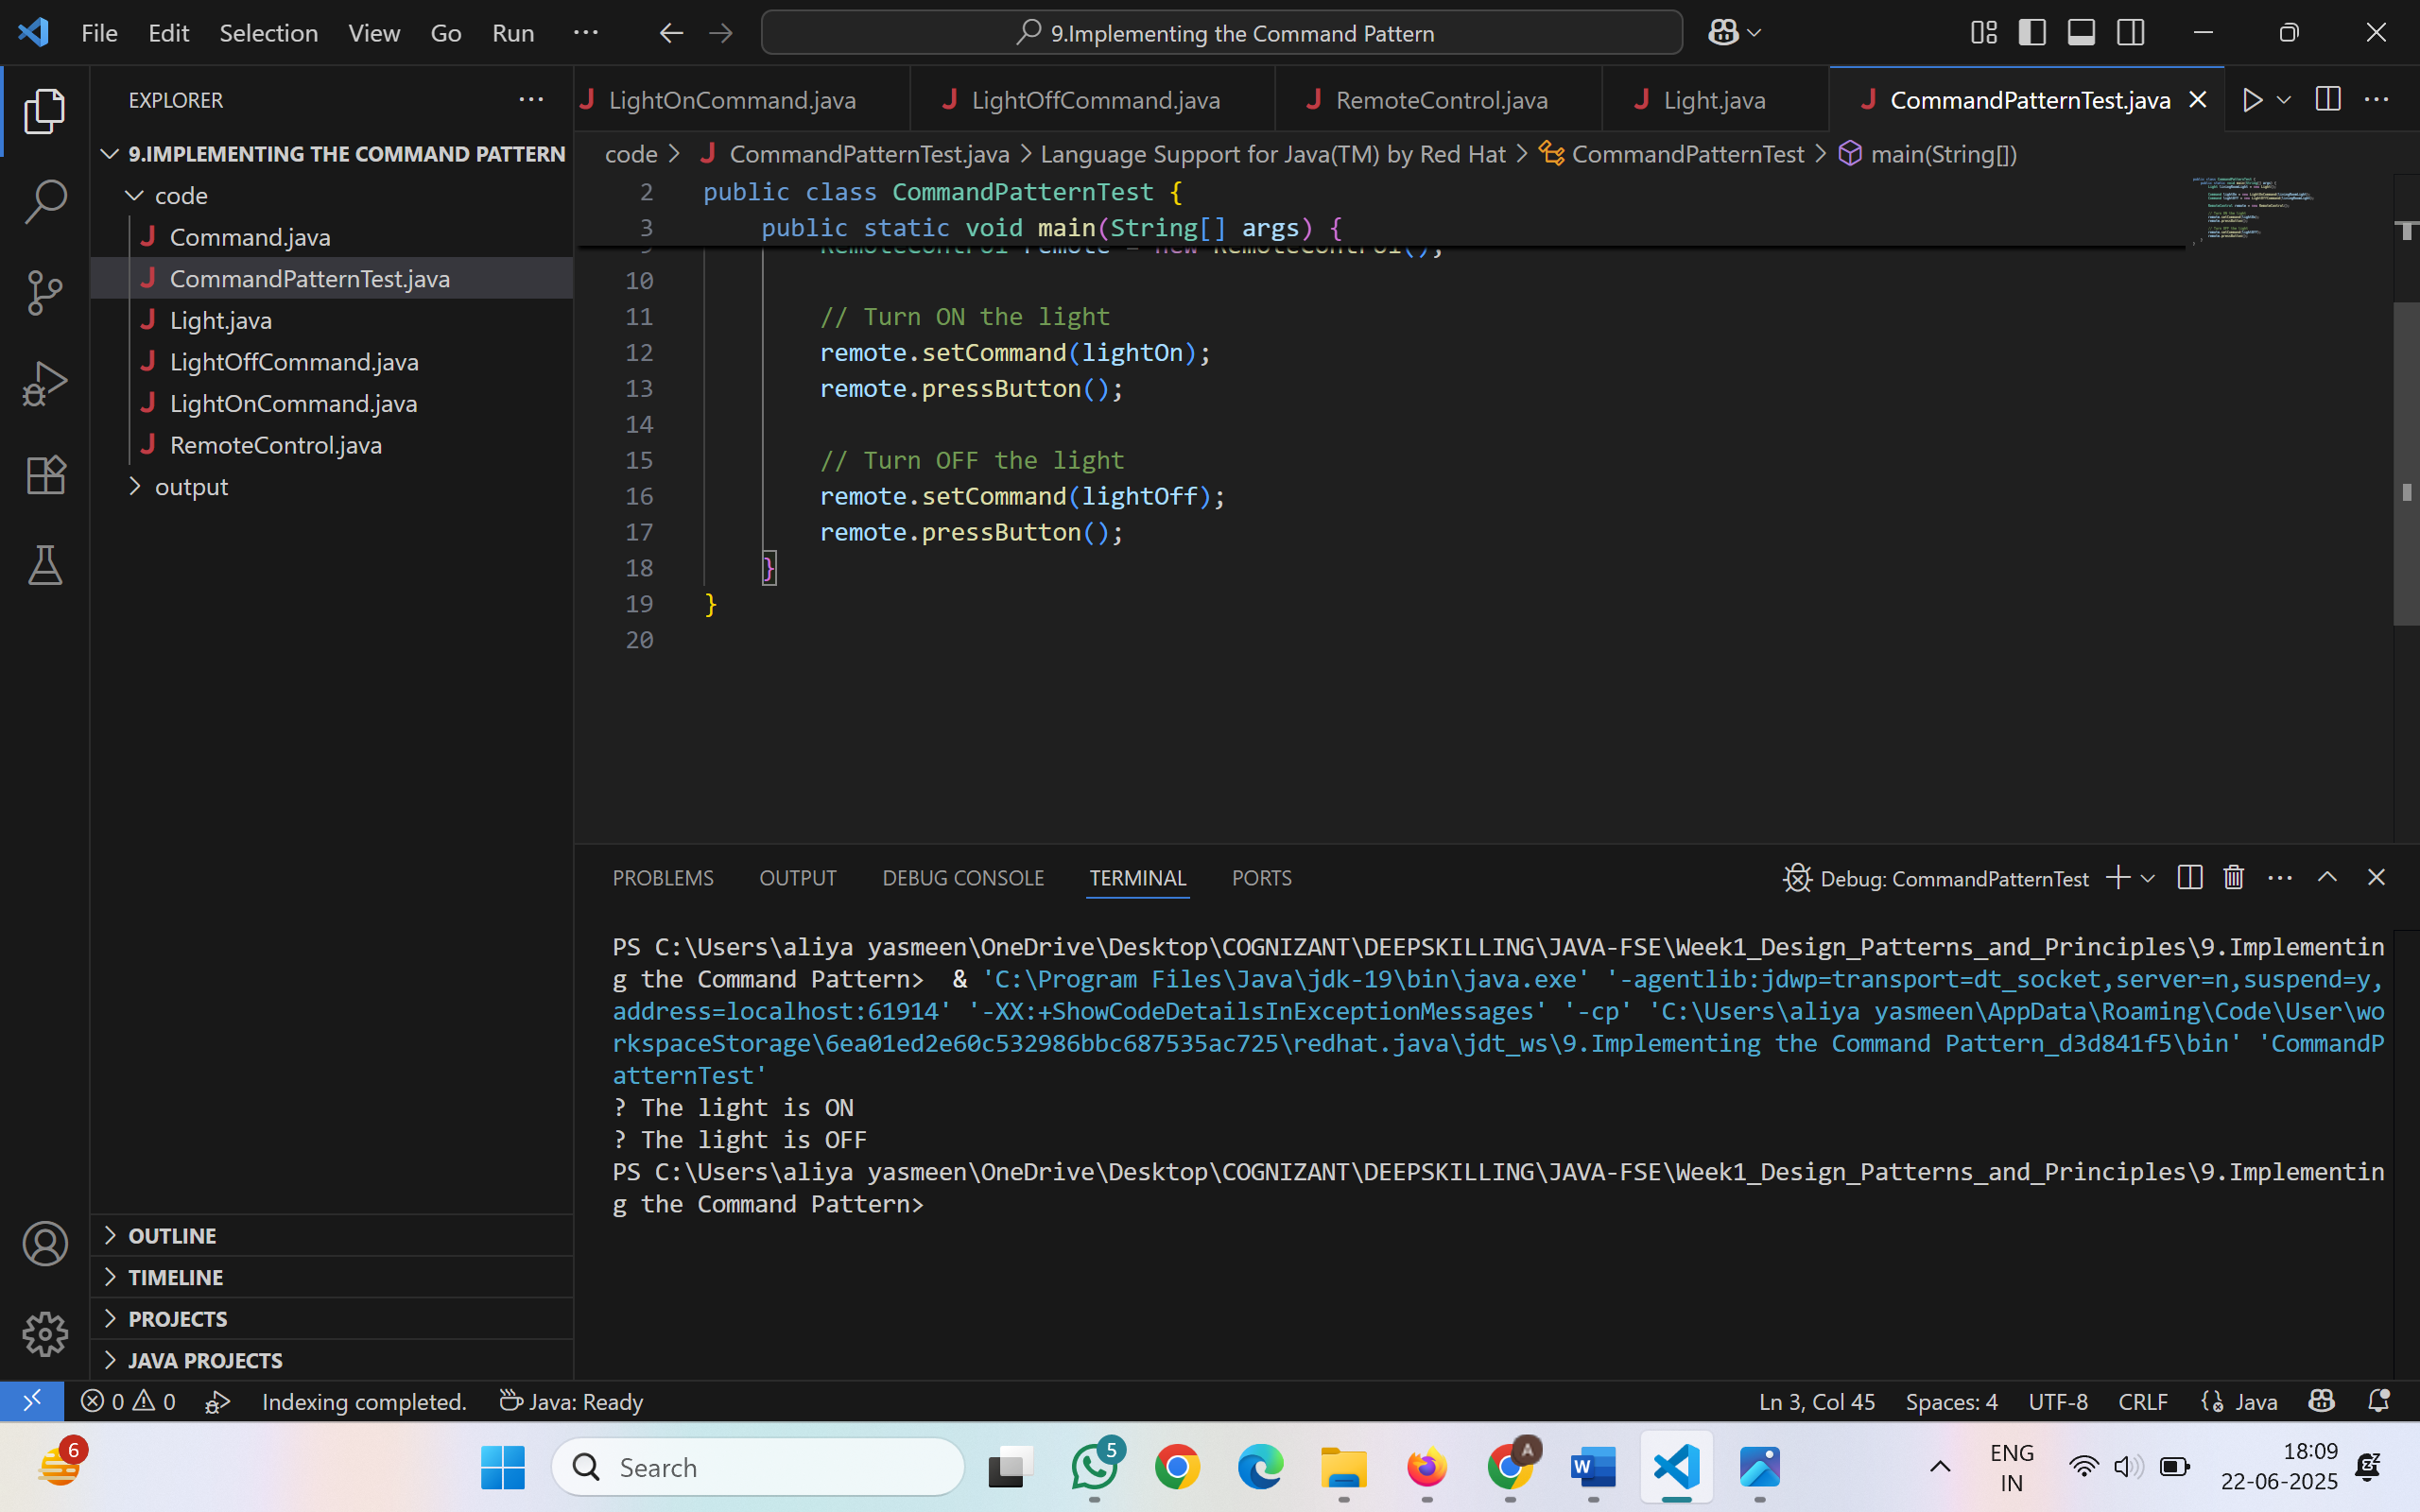 File Edit Selection View Go Run ··· 9.Implementing the Command Pattern
EXPLORER ···
9.IMPLEMENTING THE COMMAND PATTERN
code
Command.java
CommandPatternTest.java
Light.java
LightOffCommand.java
LightOnCommand.java
RemoteControl.java
output
OUTLINE
TIMELINE
PROJECTS
JAVA PROJECTS
LightOnCommand.java LightOffCommand.java RemoteControl.java Light.java CommandPatternTest.java
code > CommandPatternTest.java > Language Support for Java(TM) by Red Hat > CommandPatternTest > main(String[])
2 public class CommandPatternTest {
3 public static void main(String[] args) {
9 RemoteControl remote = new RemoteControl();
10
11 // Turn ON the light
12 remote.setCommand(lightOn);
13 remote.pressButton();
14
15 // Turn OFF the light
16 remote.setCommand(lightOff);
17 remote.pressButton();
18 }
19 }
20
PROBLEMS OUTPUT DEBUG CONSOLE TERMINAL PORTS Debug: CommandPatternTest
PS C:\Users\aliya yasmeen\OneDrive\Desktop\COGNIZANT\DEEPSKILLING\JAVA-FSE\Week1_Design_Patterns_and_Principles\9.Implementin
g the Command Pattern>  & 'C:\Program Files\Java\jdk-19\bin\java.exe' '-agentlib:jdwp=transport=dt_socket,server=n,suspend=y,
address=localhost:61914' '-XX:+ShowCodeDetailsInExceptionMessages' '-cp' 'C:\Users\aliya yasmeen\AppData\Roaming\Code\User\wo
rkspaceStorage\6ea01ed2e60c532986bbc687535ac725\redhat.java\jdt_ws\9.Implementing the Command Pattern_d3d841f5\bin' 'CommandP
atternTest'
? The light is ON
? The light is OFF
PS C:\Users\aliya yasmeen\OneDrive\Desktop\COGNIZANT\DEEPSKILLING\JAVA-FSE\Week1_Design_Patterns_and_Principles\9.Implementin
g the Command Pattern>
0 0 Indexing completed. Java: Ready Ln 3, Col 45 Spaces: 4 UTF-8 CRLF Java
6 Search 5 A W ENG 18:09
IN 22-06-2025